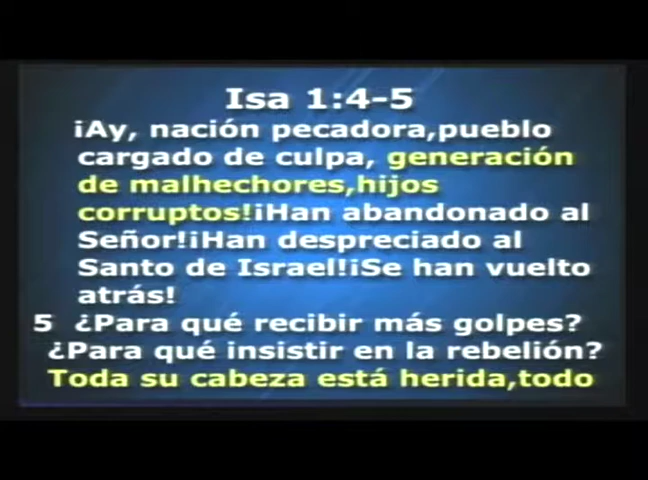 Isa 1:4-5
¡Ay, nación pecadora,pueblo
cargado de culpa, generación
de malhechores,hijos
corruptos!¡Han abandonado al
Señor!¡Han despreciado al
Santo de Israel!¡Se han vuelto
atrás!
5 ¿Para qué recibir más golpes?
¿Para qué insistir en la rebelión?
Toda su cabeza está herida,todo